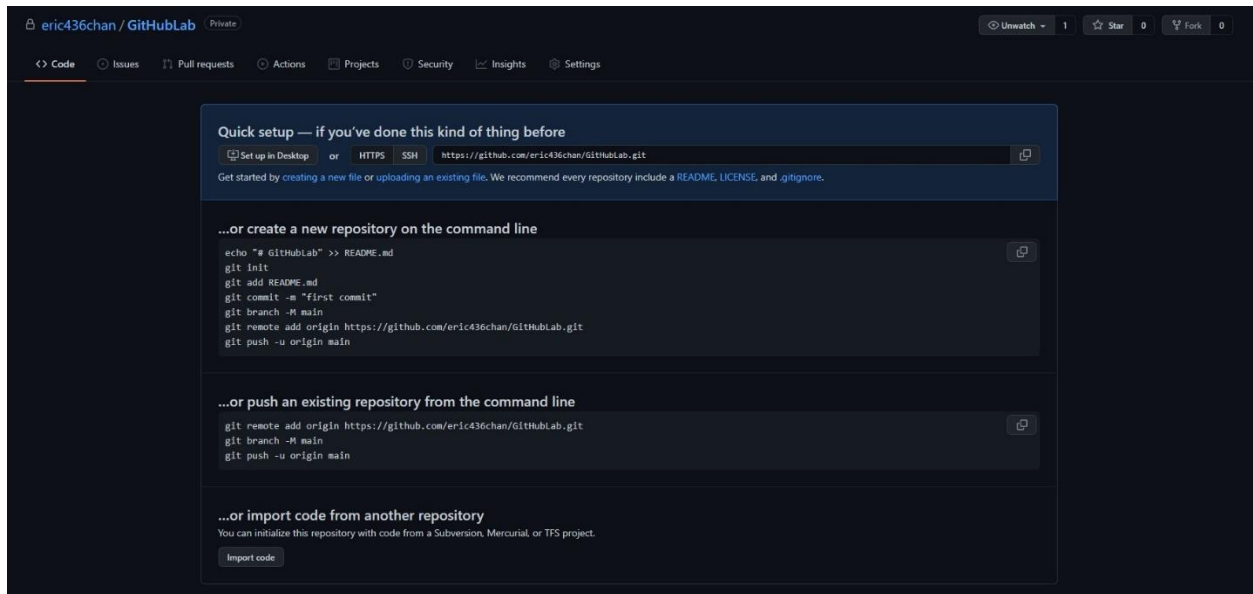 eric436chan / GitHubLab Private
Unwatch 1 Star 0 Fork 0
<> Code Issues Pull requests Actions Projects Security Insights Settings
Quick setup — if you've done this kind of thing before
Set up in Desktop or HTTPS SSH https://github.com/eric436chan/GitHubLab.git
Get started by creating a new file or uploading an existing file. We recommend every repository include a README, LICENSE, and .gitignore.
...or create a new repository on the command line
echo "# GitHubLab" >> README.md
git init
git add README.md
git commit -m "first commit"
git branch -M main
git remote add origin https://github.com/eric436chan/GitHubLab.git
git push -u origin main
...or push an existing repository from the command line
git remote add origin https://github.com/eric436chan/GitHubLab.git
git branch -M main
git push -u origin main
...or import code from another repository
You can initialize this repository with code from a Subversion, Mercurial, or TFS project.
Import code